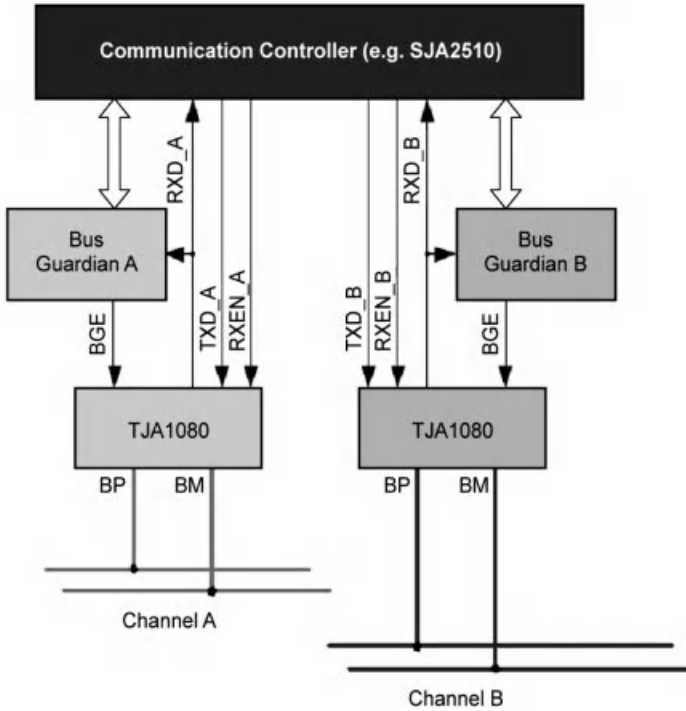 Communication Controller (e.g. SJA2510)
RXD_A
RXD_B
Bus
Guardian A
Bus
Guardian B
BGE
TXD_A
RXEN_A
TXD_B
RXEN_B
BGE
TJA1080
TJA1080
BP
BM
BP
BM
Channel A
Channel B